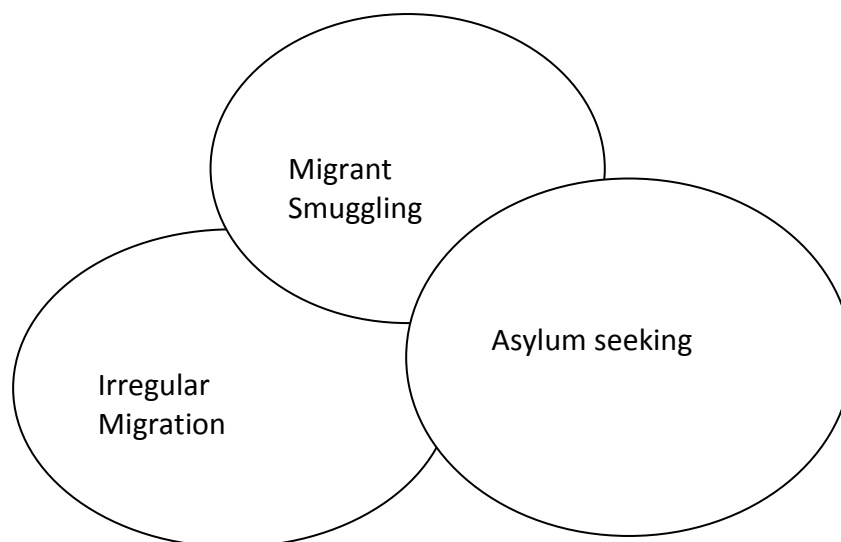 Migrant
Smuggling
Asylum seeking
Irregular
Migration